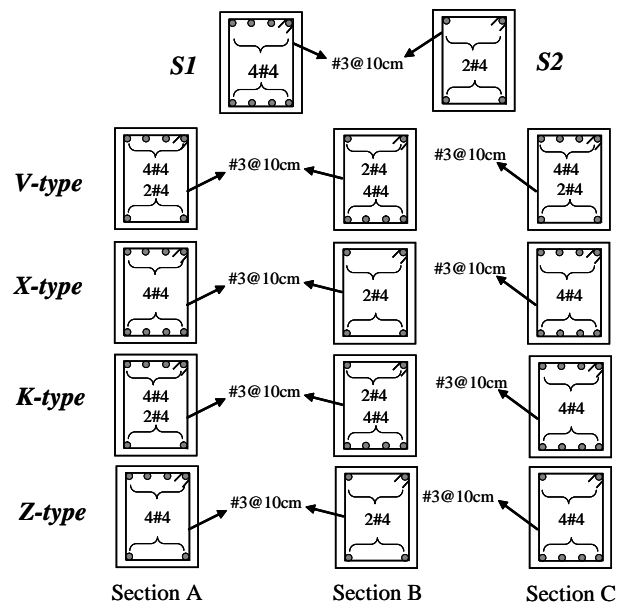 S1 4#4 #3@10cm 2#4 S2
V-type 4#4 2#4 #3@10cm 2#4 4#4 #3@10cm 4#4 2#4
X-type 4#4 #3@10cm 2#4 #3@10cm 4#4
K-type 4#4 2#4 #3@10cm 2#4 4#4 #3@10cm 4#4
Z-type 4#4 #3@10cm 2#4 #3@10cm 4#4
Section A Section B Section C